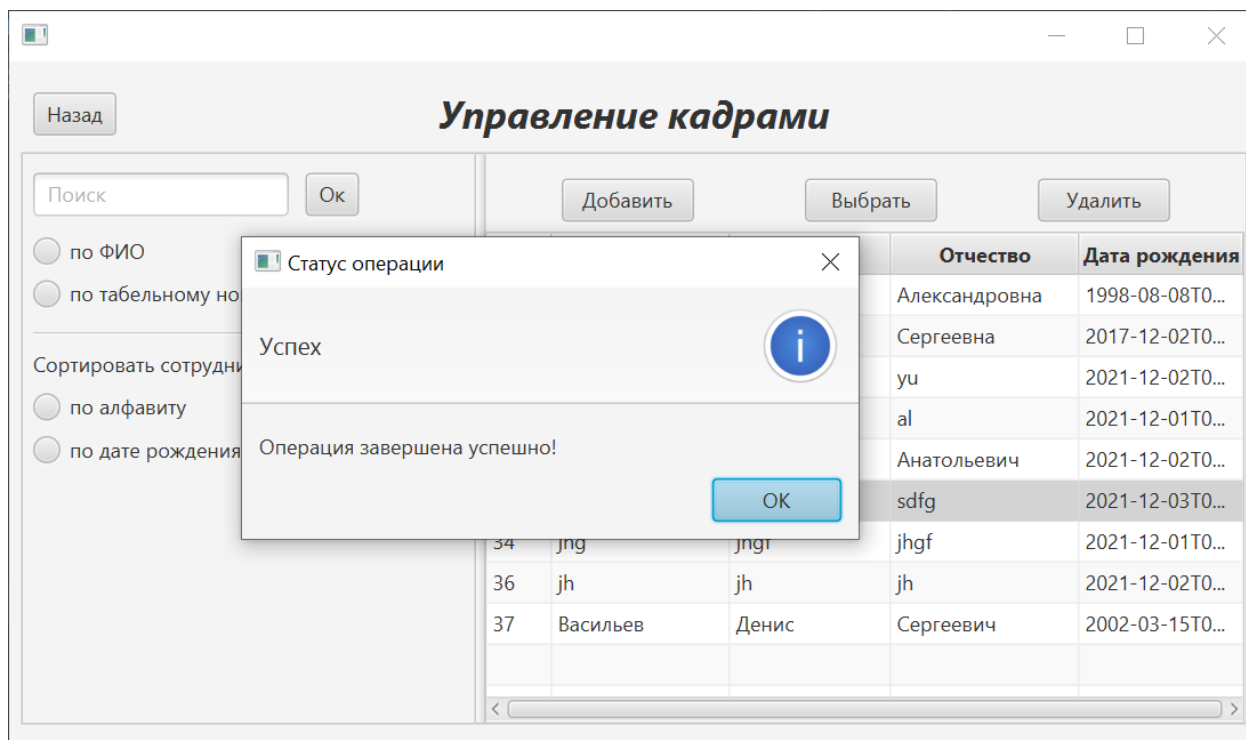 Назад
Управление кадрами
Поиск
Ок
Добавить
Выбрать
Удалить
по ФИО
по табельному но
Сортировать сотрудни
по алфавиту
по дате рождения
Статус операции
Успех
Операция завершена успешно!
OK
Отчество Дата рождения
Александровна 1998-08-08T0...
Сергеевна 2017-12-02T0...
yu 2021-12-02T0...
al 2021-12-01T0...
Анатольевич 2021-12-02T0...
sdfg 2021-12-03T0...
34 jhg jhgf jhgf 2021-12-01T0...
36 jh jh jh 2021-12-02T0...
37 Васильев Денис Сергеевич 2002-03-15T0...